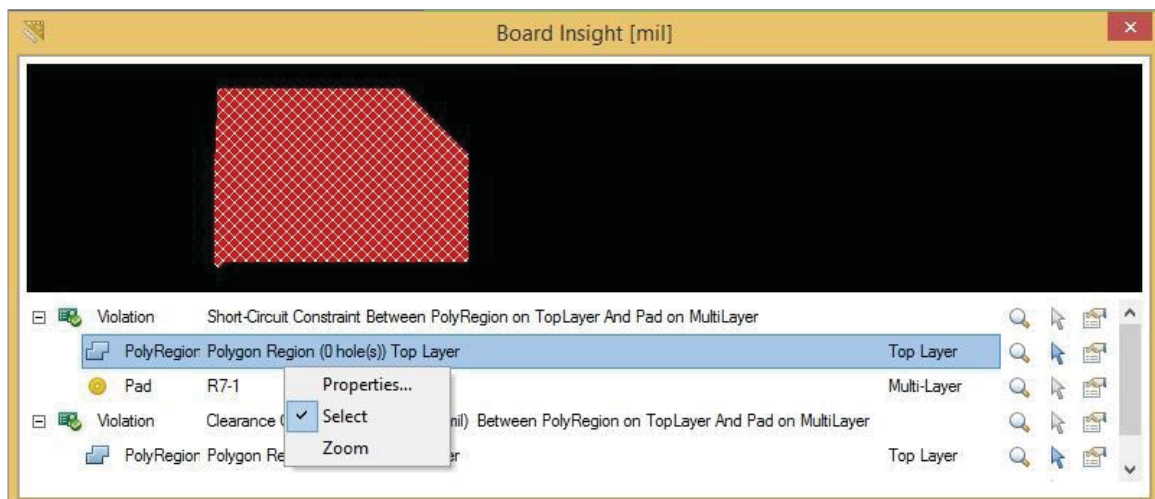 Board Insight [mil]
Violation Short-Circuit Constraint Between PolyRegion on TopLayer And Pad on MultiLayer
PolyRegion Polygon Region (0 hole(s)) Top Layer Top Layer
Pad R7-1 Multi-Layer
Properties...
Select
Zoom
Violation Clearance mil) Between PolyRegion on TopLayer And Pad on MultiLayer
PolyRegion Polygon Re er Top Layer